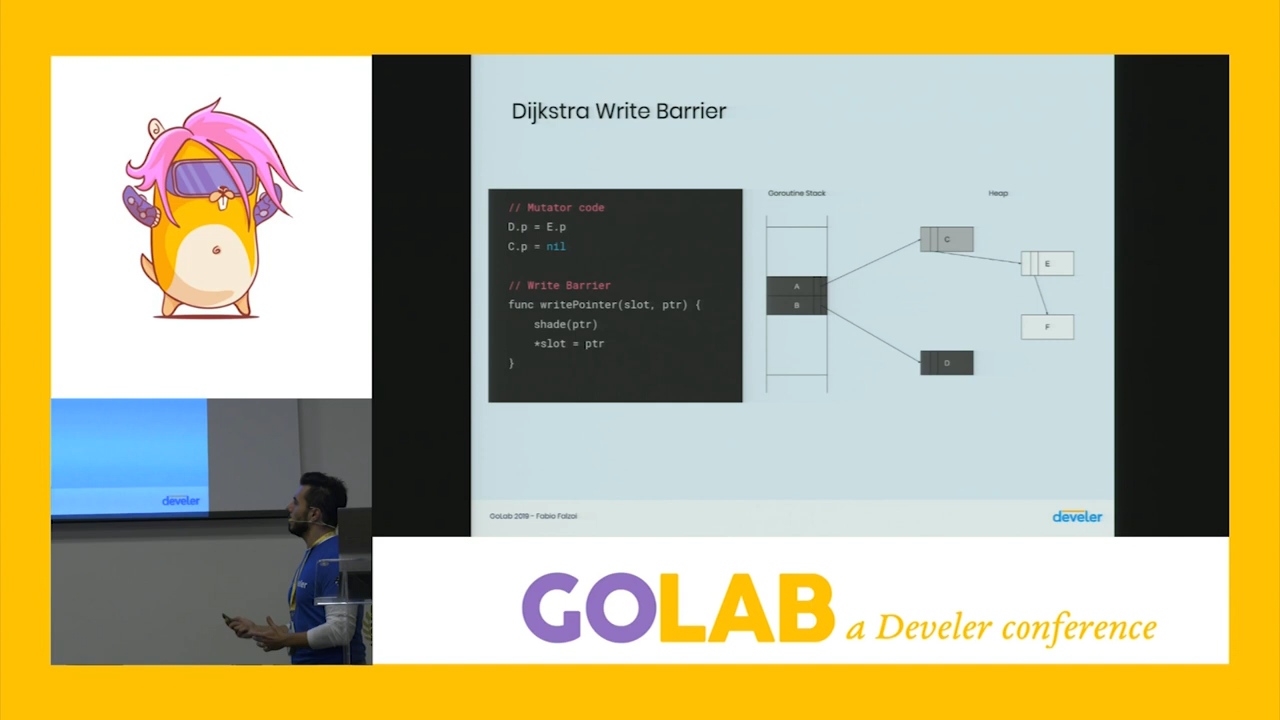 Dijkstra Write Barrier
// Mutator code
D.p = E.p
C.p = nil
// Write Barrier
func writePointer(slot, ptr) {
shade(ptr)
*slot = ptr
}
Goroutine Stack
Heap
A
B
C
E
F
D
GoLab 2019 - Fabio Falzoi
develer
develer
GOLAB a Develer conference